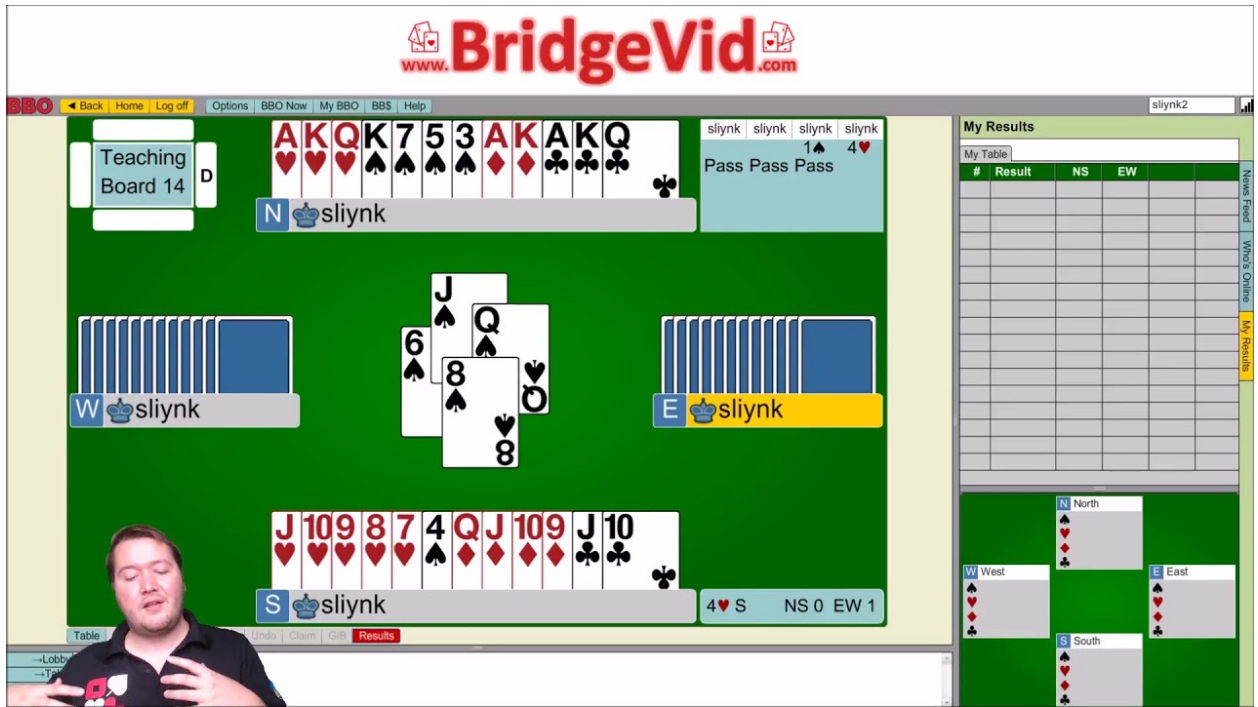 www.BridgeVid.com
BBO ◄ Back Home Log off Options BBO Now My BBO BB$ Help sliynk2
Teaching
Board 14
D
A K Q K 7 5 3 A K A K Q
N sliynk
sliynk sliynk sliynk sliynk
1♠ 4♥
Pass Pass Pass
My Results
My Table
# Result NS EW
News Feed
Who's Online
My Results
J
Q
6
8
Q
8
W sliynk
E sliynk
J 10 9 8 7 4 Q J 10 9 J 10
S sliynk
4♥ S NS 0 EW 1
Table Undo Claim GIB Results
→Lobby
N North
♠
♥
♦
♣
W West
♠
♥
♦
♣
E East
♠
♥
♦
♣
S South
♠
♥
♦
♣